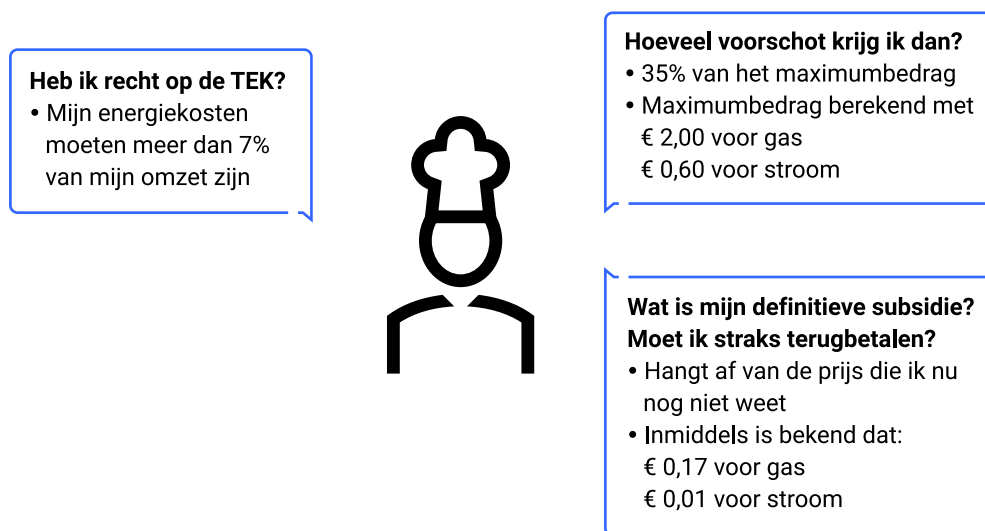 Heb ik recht op de TEK?
• Mijn energiekosten
moeten meer dan 7%
van mijn omzet zijn
Hoeveel voorschot krijg ik dan?
• 35% van het maximumbedrag
• Maximumbedrag berekend met
€ 2,00 voor gas
€ 0,60 voor stroom
Wat is mijn definitieve subsidie?
Moet ik straks terugbetalen?
• Hangt af van de prijs die ik nu
nog niet weet
• Inmiddels is bekend dat:
€ 0,17 voor gas
€ 0,01 voor stroom